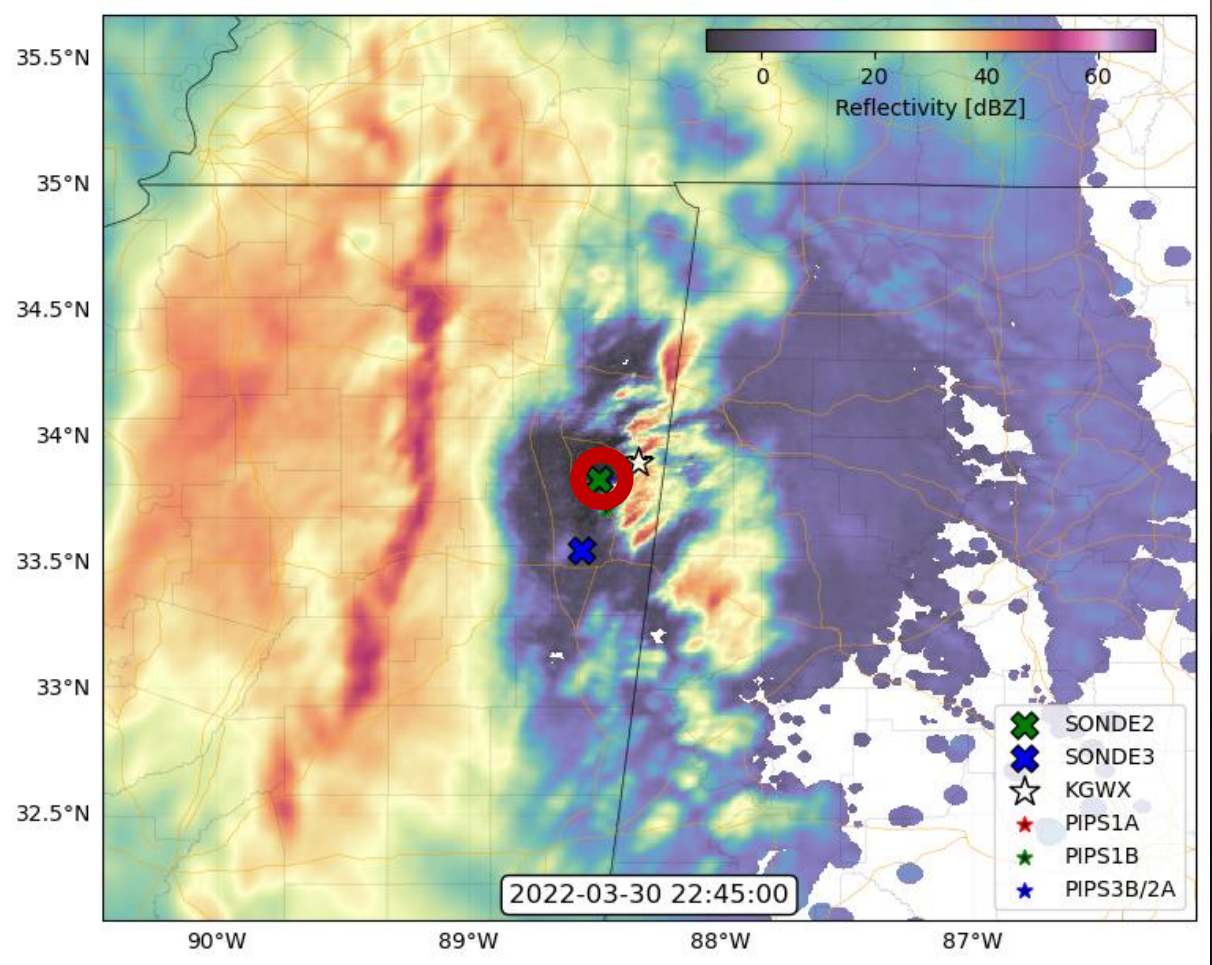 35.5°N
0 20 40 60
Reflectivity [dBZ]
35°N
34.5°N
34°N
33.5°N
33°N
SONDE2
SONDE3
KGWX
32.5°N
PIPS1A
PIPS1B
PIPS3B/2A
2022-03-30 22:45:00
90°W 89°W 88°W 87°W